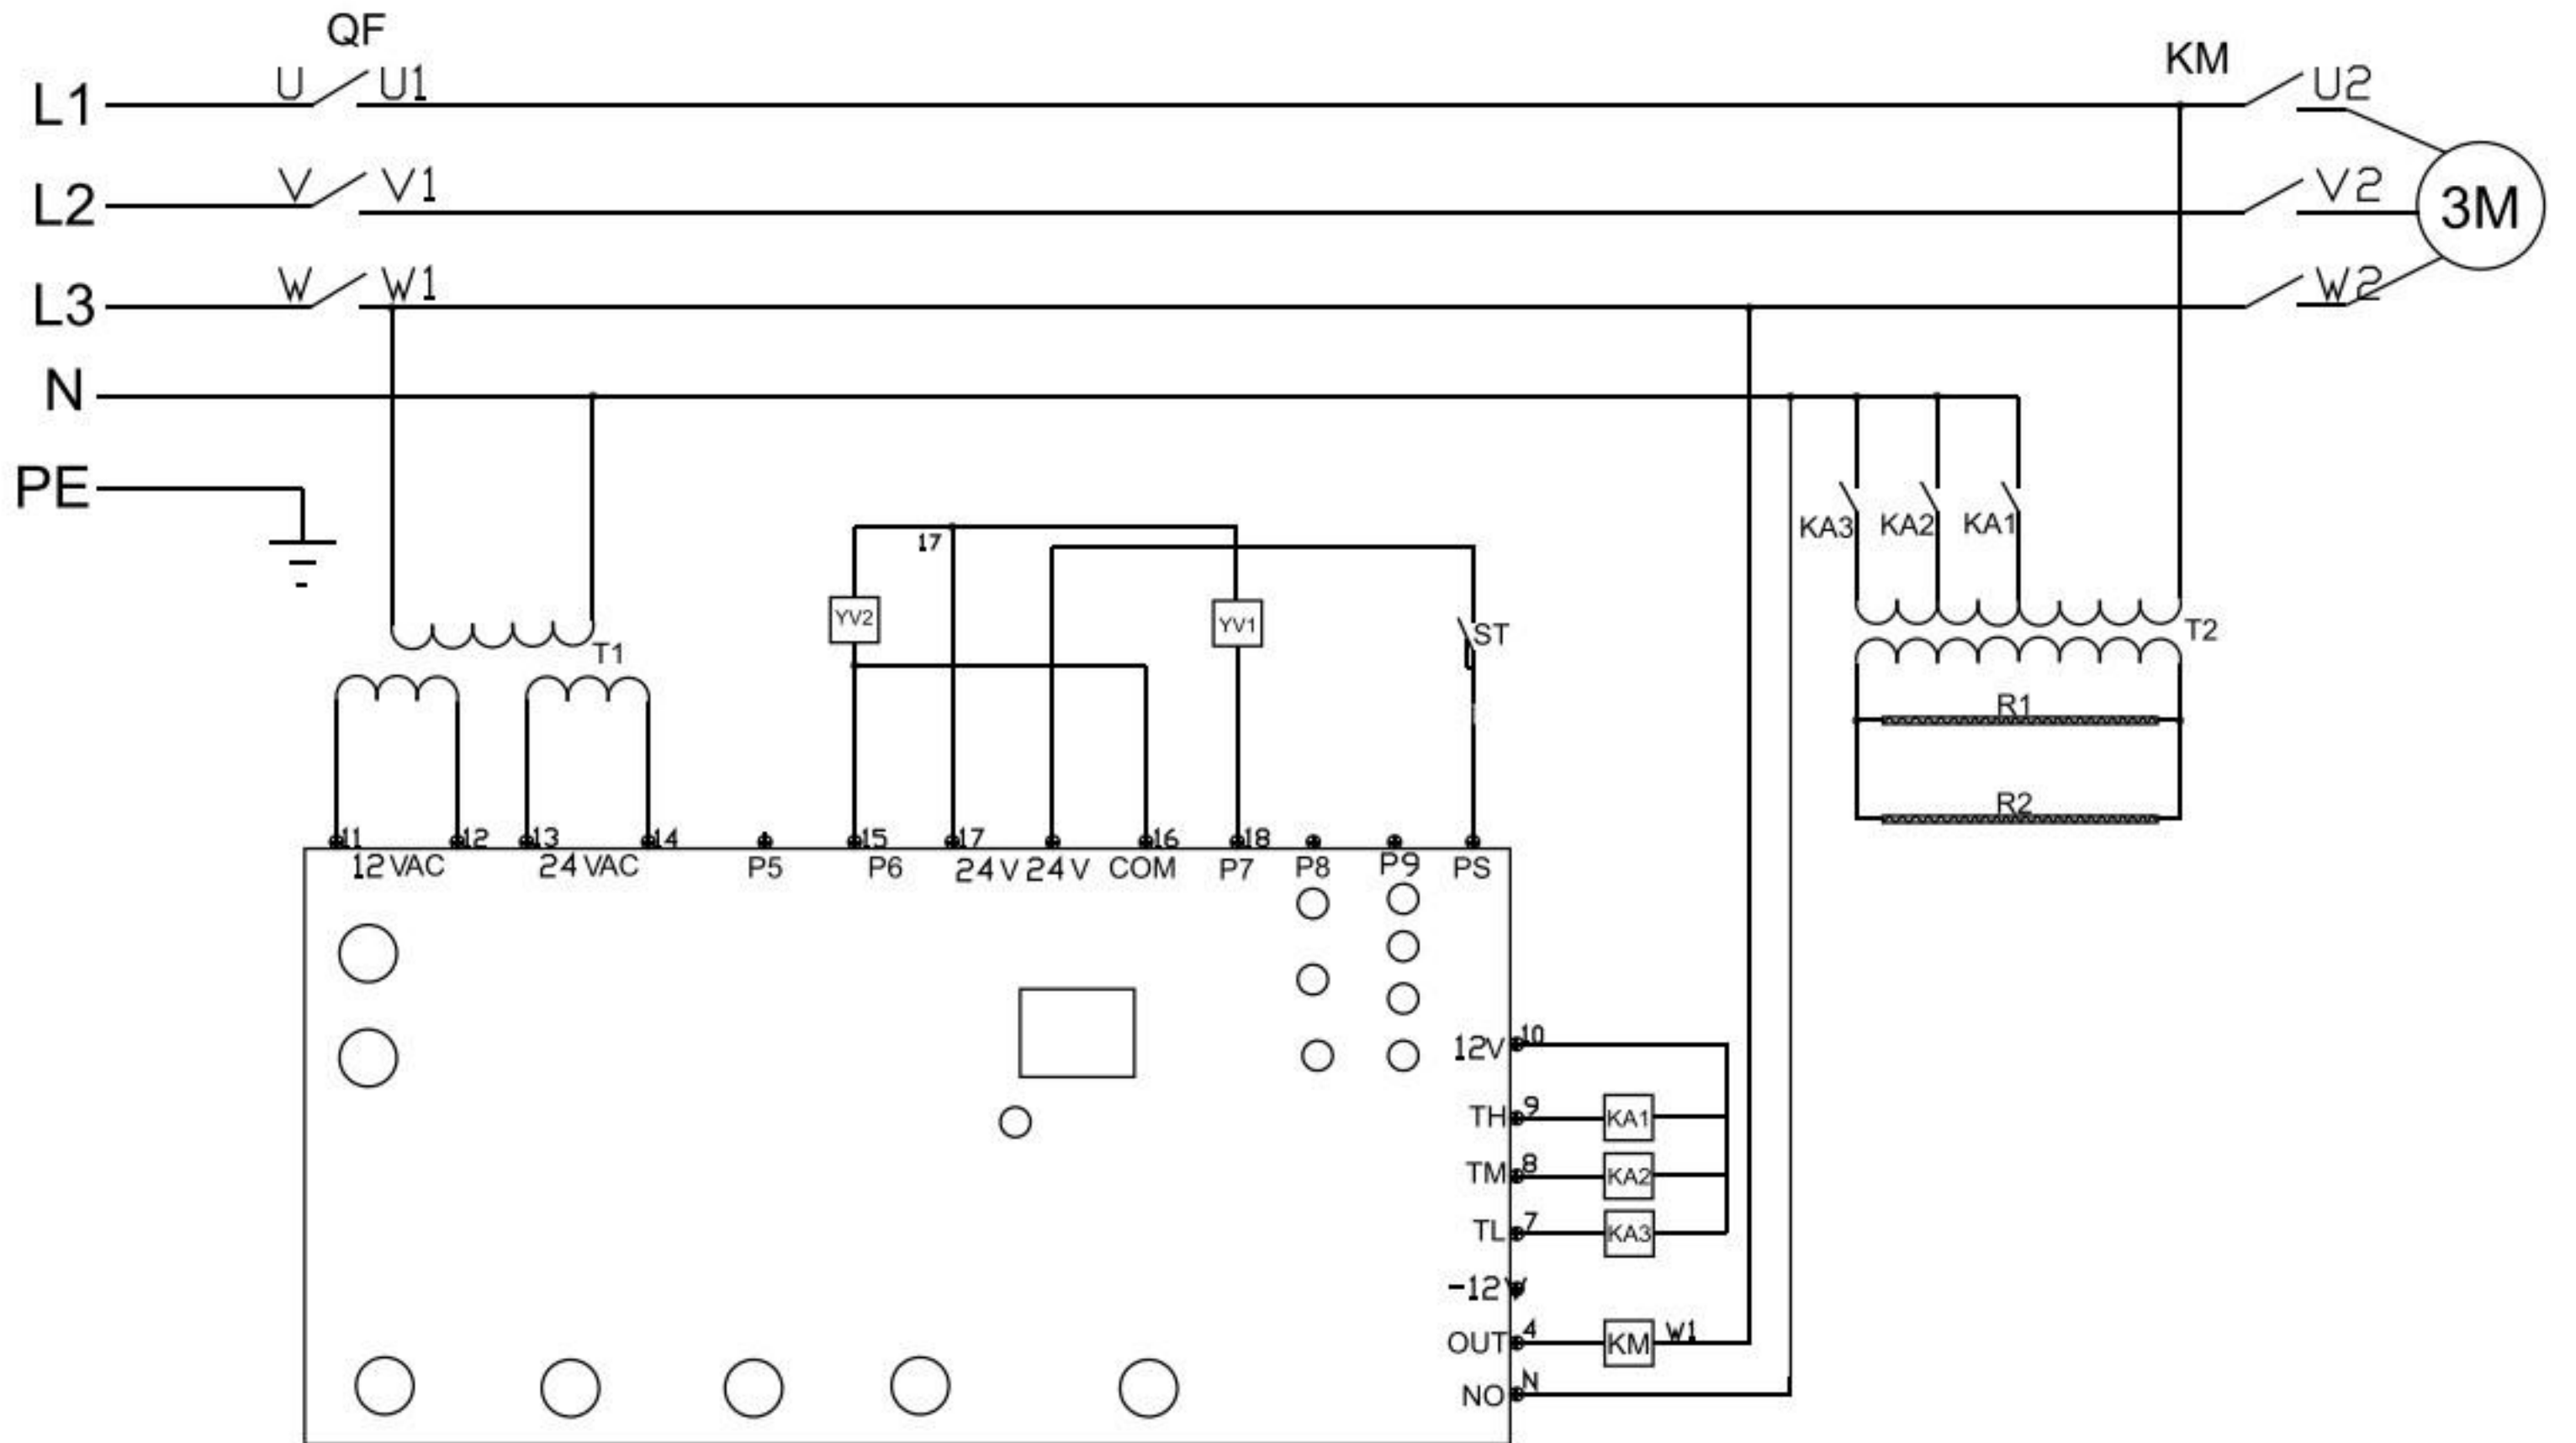 QF
KM
L1 U U1 U2
L2 V V1 V2
3M
L3 W W1 W2
N
PE
17
KA3 KA2 KA1
YV2 YV1 ST
T1 T2
R1
R2
11 12 13 14 15 17 16 18
12VAC 24VAC P5 P6 24V 24V COM P7 P8 P9 PS
12V 10
TH 9 KA1
TM 8 KA2
TL 7 KA3
-12V
OUT 4 KM W1
NO N